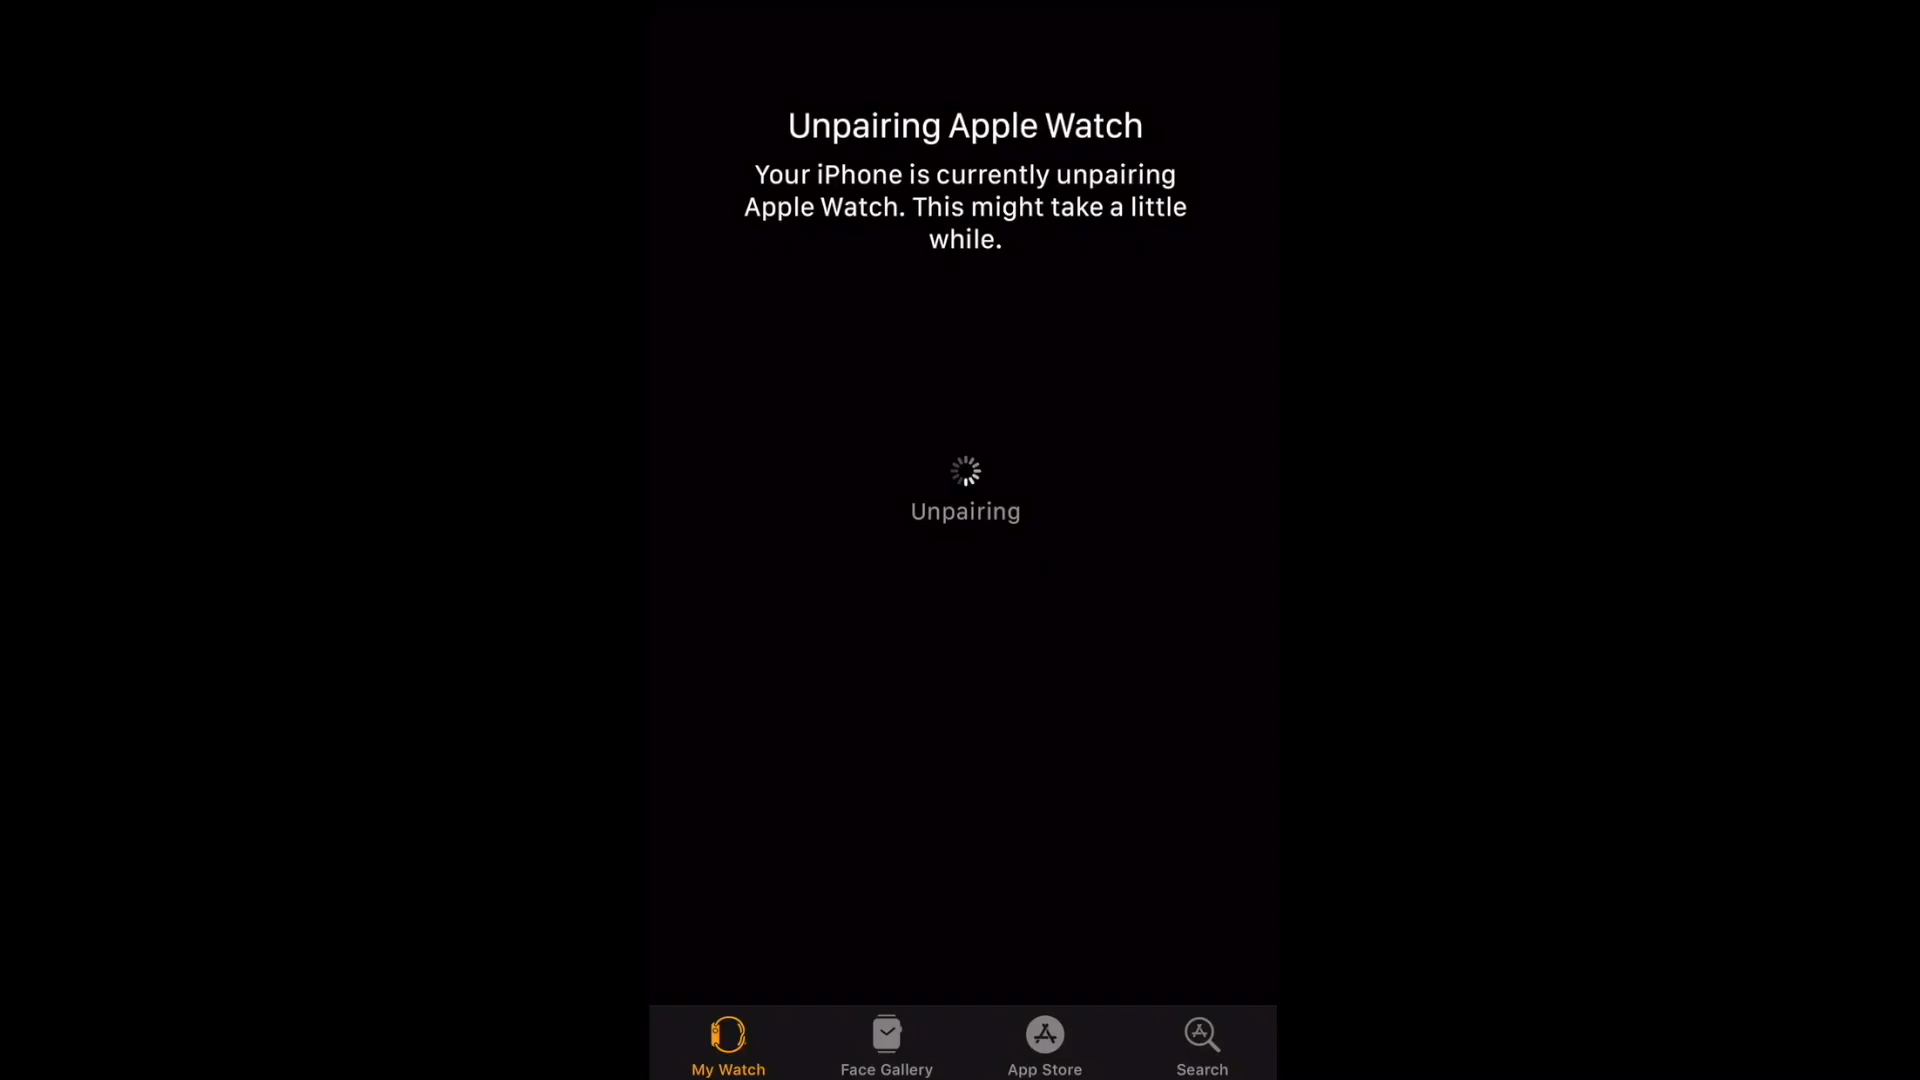 Unpairing Apple Watch
Your iPhone is currently unpairing
Apple Watch. This might take a little
while.
Unpairing
My Watch
Face Gallery
App Store
Search